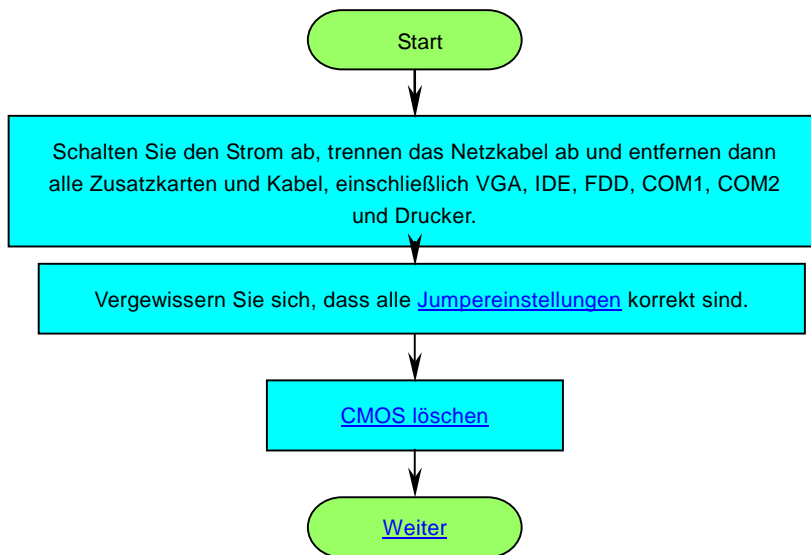 Start
Schalten Sie den Strom ab, trennen das Netzkabel ab und entfernen dann
alle Zusatzkarten und Kabel, einschließlich VGA, IDE, FDD, COM1, COM2
und Drucker.
Vergewissern Sie sich, dass alle Jumpereinstellungen korrekt sind.
CMOS löschen
Weiter